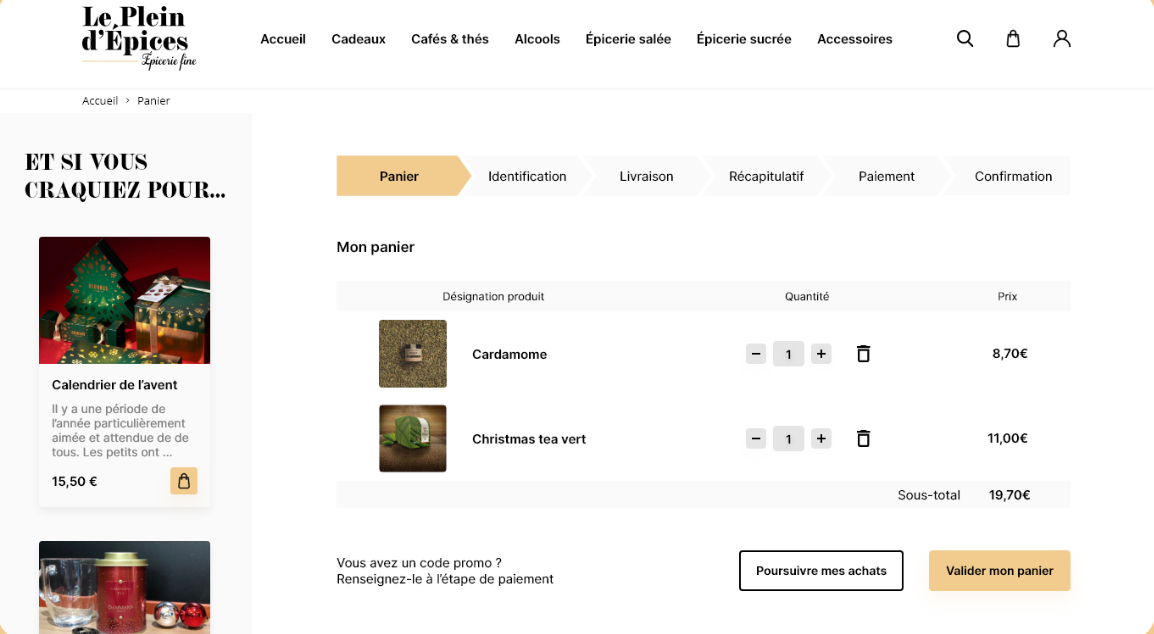 Le Plein
d'Épices
Épicerie fine
Accueil Cadeaux Cafés & thés Alcools Épicerie salée Épicerie sucrée Accessoires
Accueil > Panier
ET SI VOUS
CRAQUIEZ POUR...
Calendrier de l'avent
Il y a une période de
l'année particulièrement
aimée et attendue de de
tous. Les petits ont ...
15,50 €
Panier Identification Livraison Récapitulatif Paiement Confirmation
Mon panier
Désignation produit Quantité Prix
Cardamome − 1 + 8,70€
Christmas tea vert − 1 + 11,00€
Sous-total 19,70€
Vous avez un code promo ?
Renseignez-le à l'étape de paiement
Poursuivre mes achats Valider mon panier